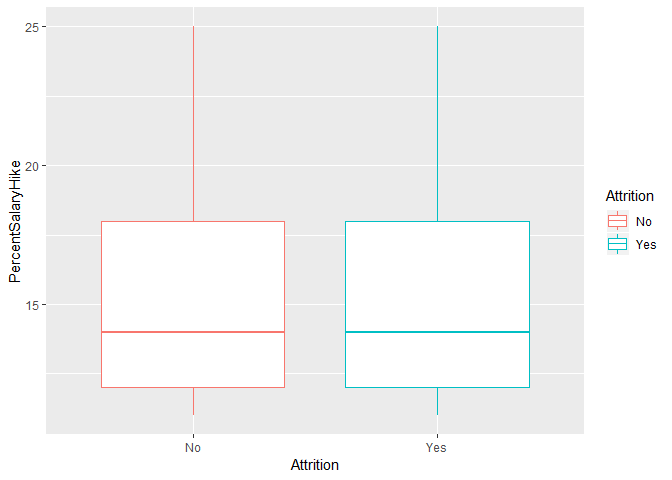 25
20
15
PercentSalaryHike
No
Yes
Attrition
Attrition
No
Yes